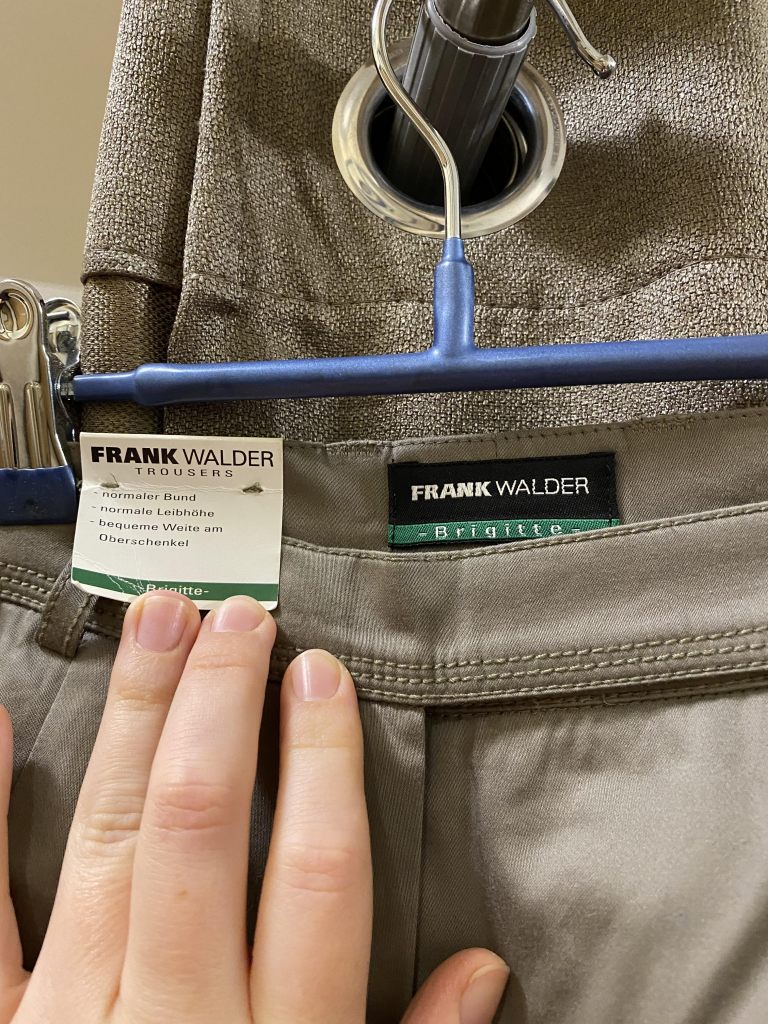 FRANK WALDER
TROUSERS
- normaler Bund
- normale Leibhöhe
- bequeme Weite am
Oberschenkel
-Brigitte-
FRANK WALDER
-Brigitte-